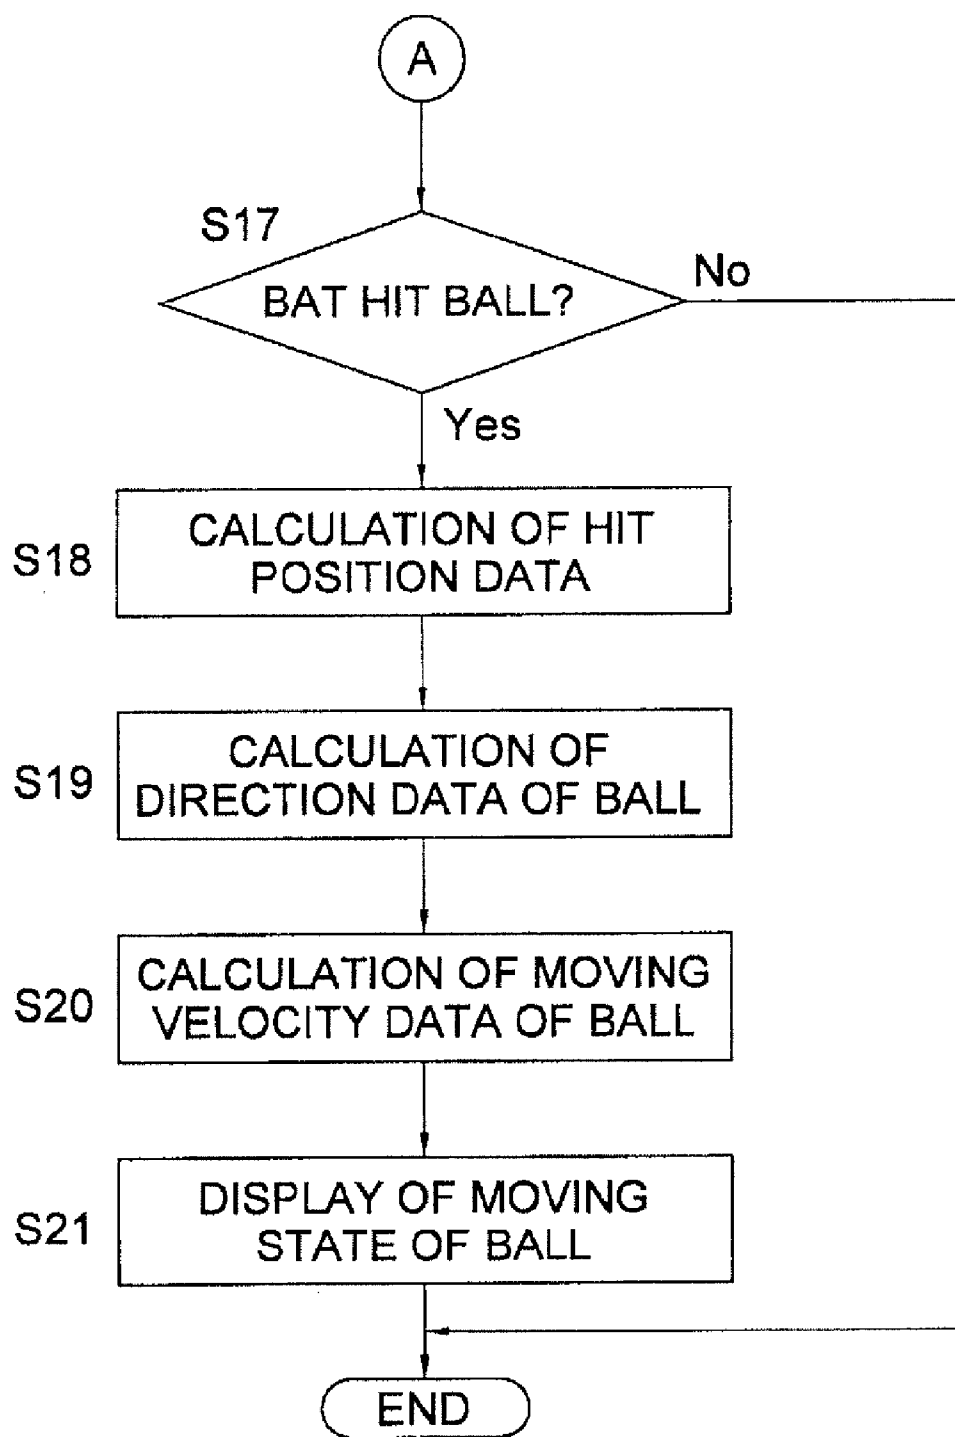 A
S17
BAT HIT BALL?
No
Yes
S18
CALCULATION OF HIT
POSITION DATA
S19
CALCULATION OF
DIRECTION DATA OF BALL
S20
CALCULATION OF MOVING
VELOCITY DATA OF BALL
S21
DISPLAY OF MOVING
STATE OF BALL
END